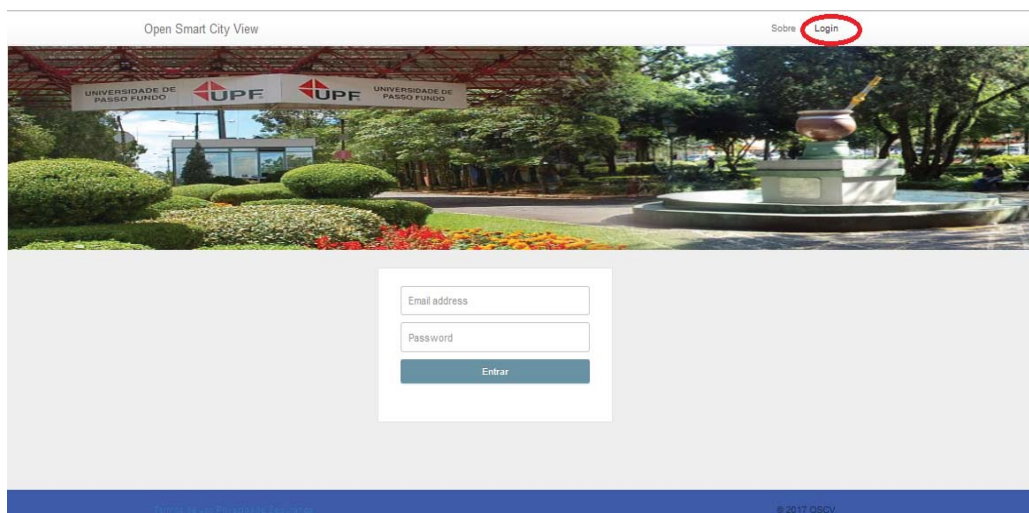 Open Smart City View
Sobre Login
UNIVERSIDADE DE
PASSO FUNDO
UPF
UPF
UNIVERSIDADE DE
PASSO FUNDO
Email address
Password
Entrar
© 2017 OSCV